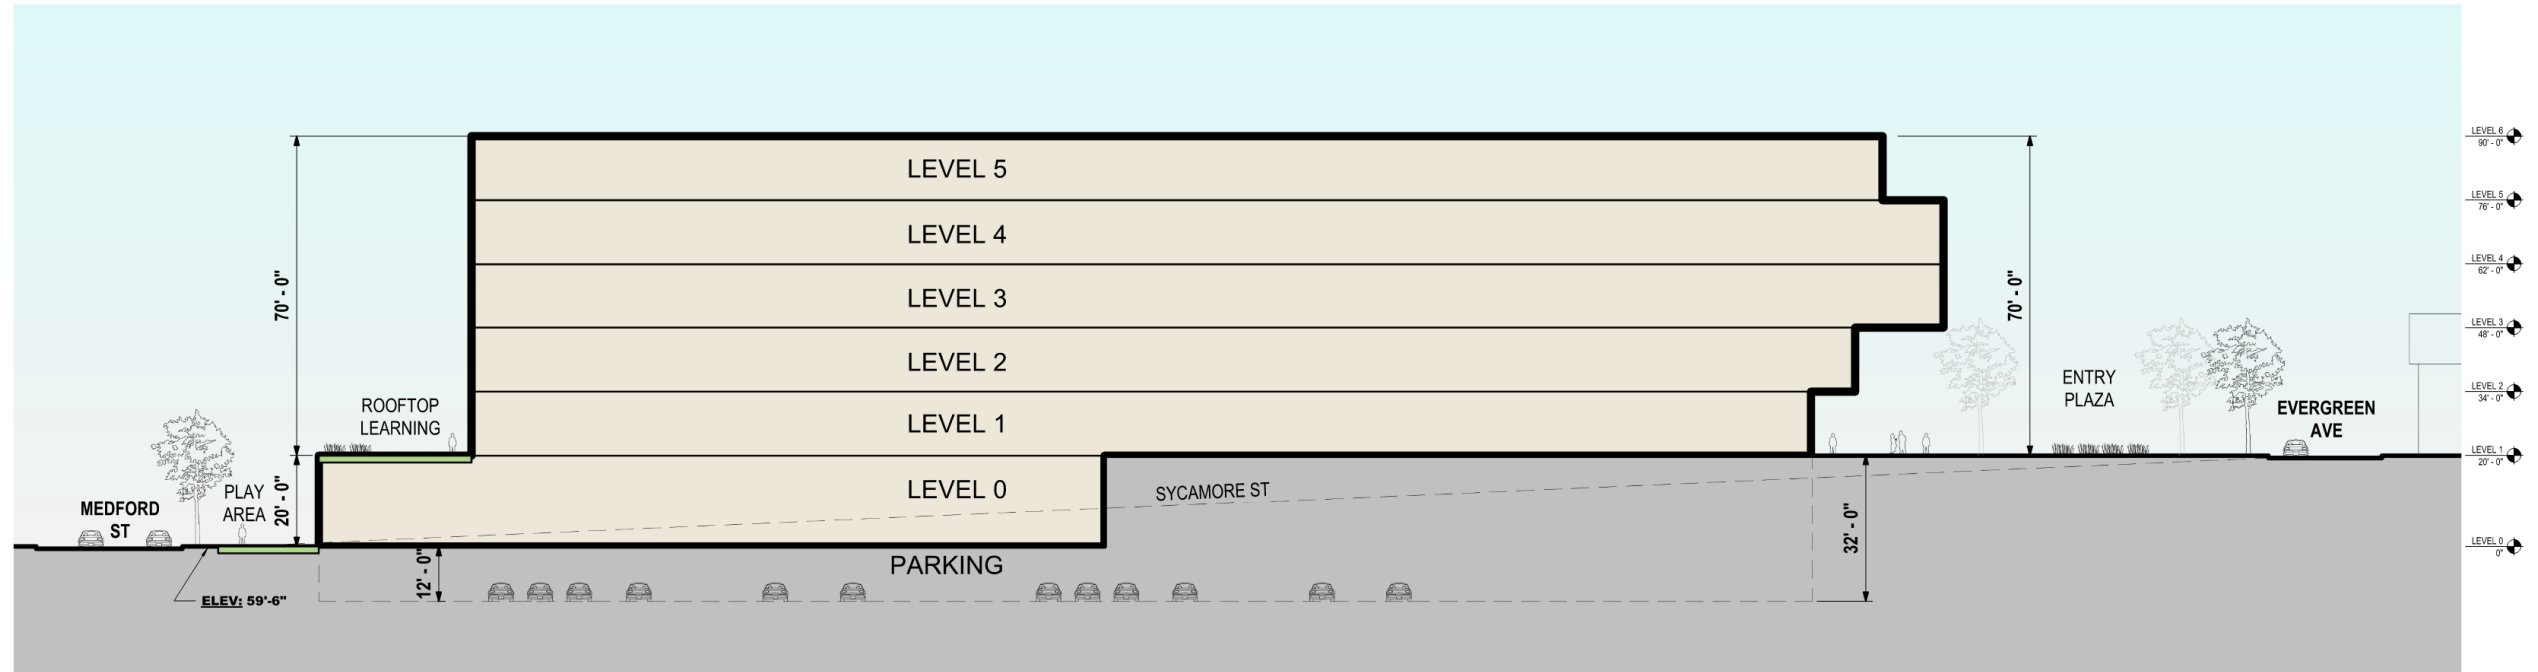 LEVEL 6
90' - 0"
LEVEL 5
LEVEL 5
76' - 0"
LEVEL 4
LEVEL 4
62' - 0"
70' - 0"
70' - 0"
LEVEL 3
LEVEL 3
48' - 0"
LEVEL 2
ENTRY
PLAZA
LEVEL 2
34' - 0"
ROOFTOP
LEARNING
LEVEL 1
EVERGREEN
AVE
LEVEL 1
20' - 0"
MEDFORD
ST
PLAY
AREA
20' - 0"
LEVEL 0
SYCAMORE ST
32' - 0"
LEVEL 0
0"
12' - 0"
PARKING
ELEV: 59'-6"